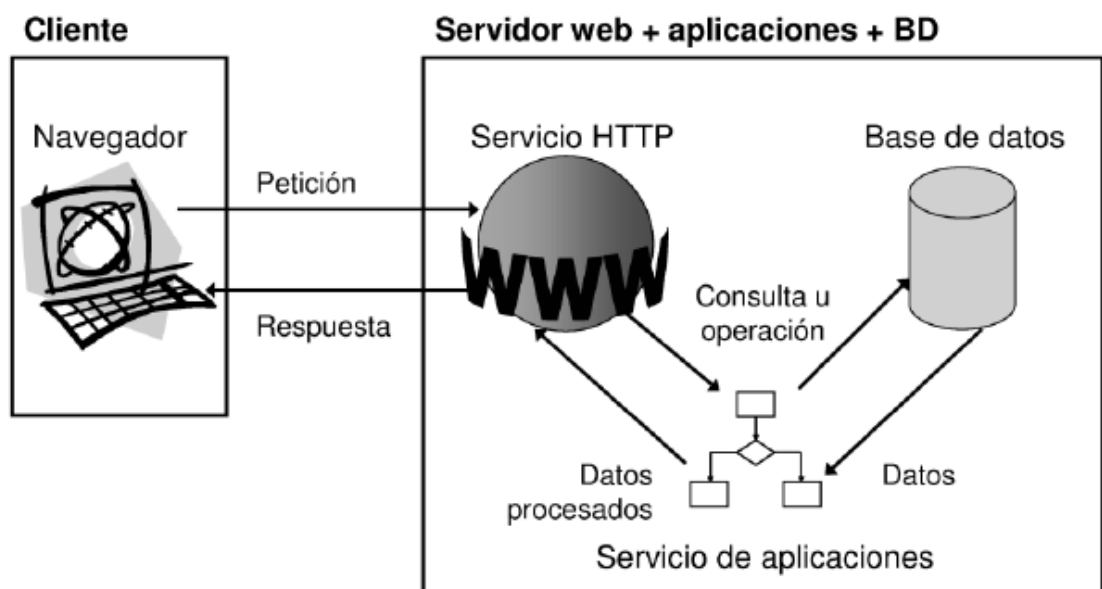 Cliente
Servidor web + aplicaciones + BD
Navegador
Servicio HTTP
Base de datos
Petición
WWW
Respuesta
Consulta u
operación
Datos
procesados
Datos
Servicio de aplicaciones